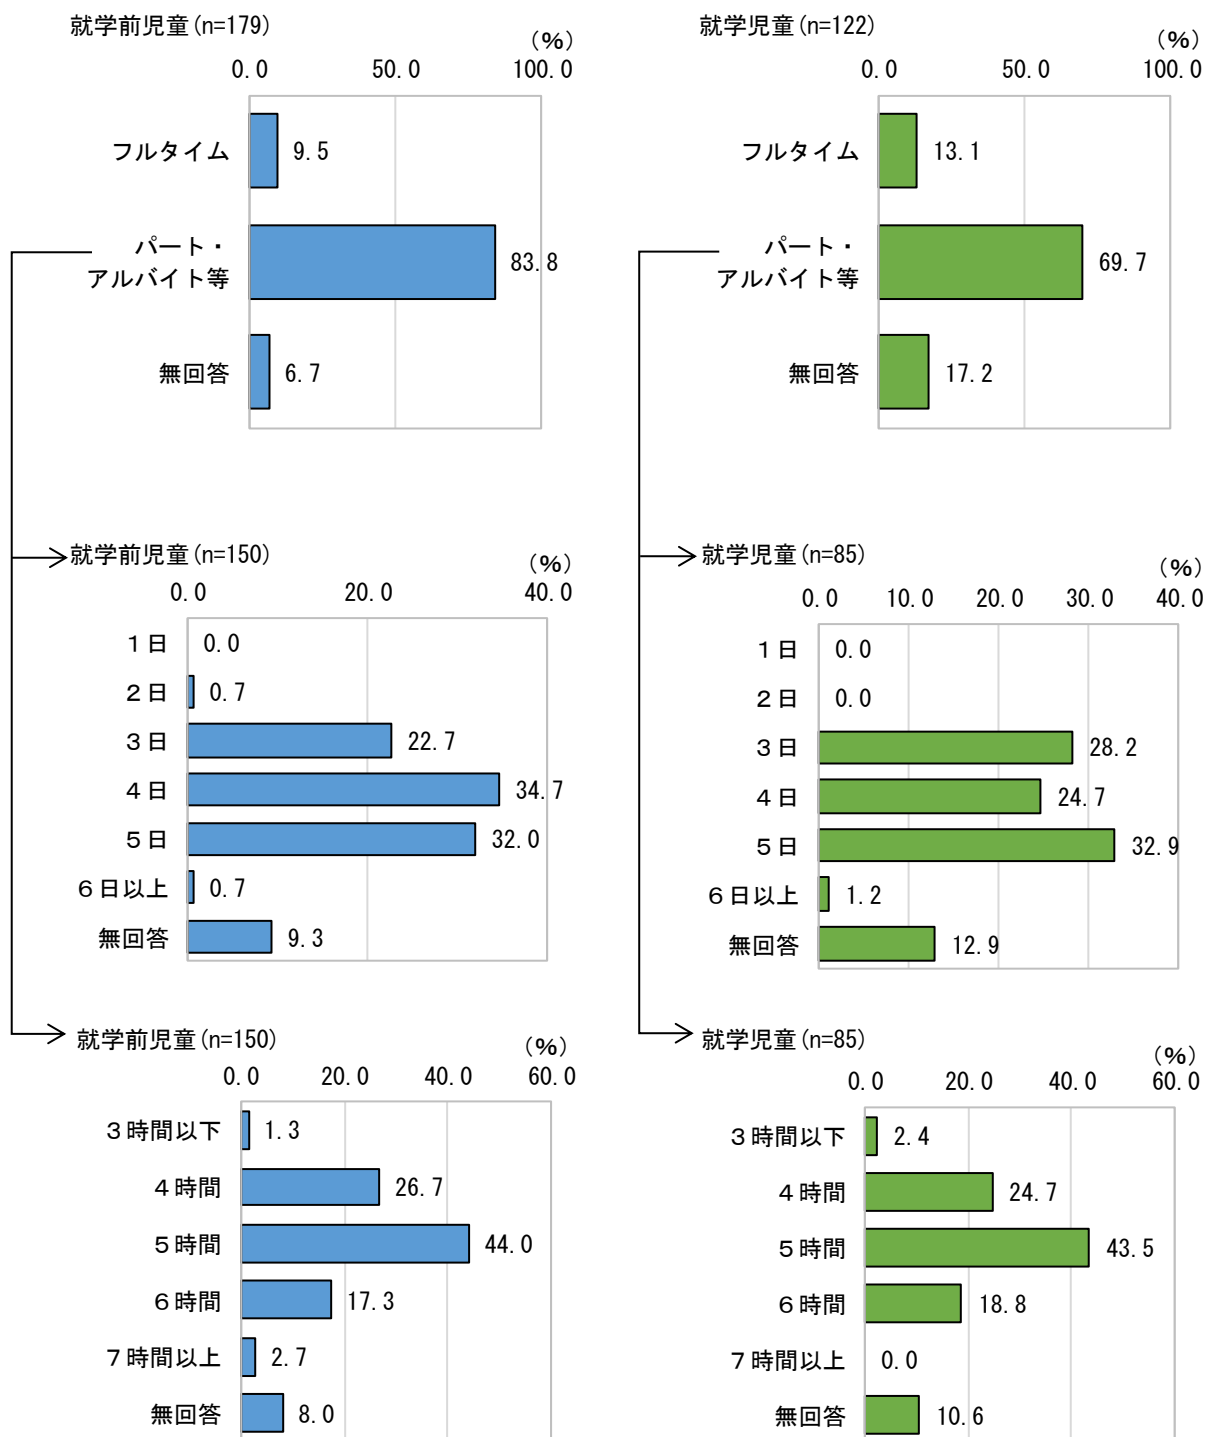 就学前児童(n=179)
(%)
0.0 50.0 100.0
フルタイム 9.5
パート・
アルバイト等 83.8
無回答 6.7
就学児童(n=122)
(%)
0.0 50.0 100.0
フルタイム 13.1
パート・
アルバイト等 69.7
無回答 17.2
就学前児童(n=150)
(%)
0.0 20.0 40.0
1日 0.0
2日 0.7
3日 22.7
4日 34.7
5日 32.0
6日以上 0.7
無回答 9.3
就学児童(n=85)
(%)
0.0 10.0 20.0 30.0 40.0
1日 0.0
2日 0.0
3日 28.2
4日 24.7
5日 32.9
6日以上 1.2
無回答 12.9
就学前児童(n=150)
(%)
0.0 20.0 40.0 60.0
3時間以下 1.3
4時間 26.7
5時間 44.0
6時間 17.3
7時間以上 2.7
無回答 8.0
就学児童(n=85)
(%)
0.0 20.0 40.0 60.0
3時間以下 2.4
4時間 24.7
5時間 43.5
6時間 18.8
7時間以上 0.0
無回答 10.6